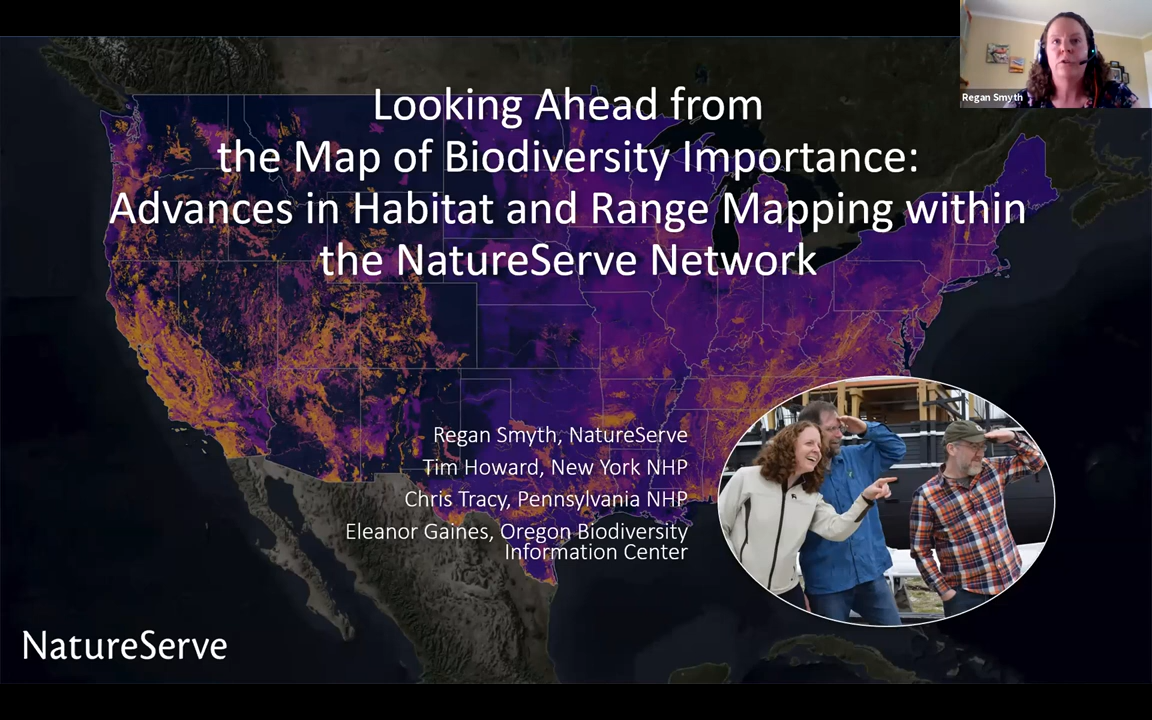 Regan Smyth
Looking Ahead from
the Map of Biodiversity Importance:
Advances in Habitat and Range Mapping within
the NatureServe Network
Regan Smyth, NatureServe
Tim Howard, New York NHP
Chris Tracy, Pennsylvania NHP
Eleanor Gaines, Oregon Biodiversity
Information Center
NatureServe